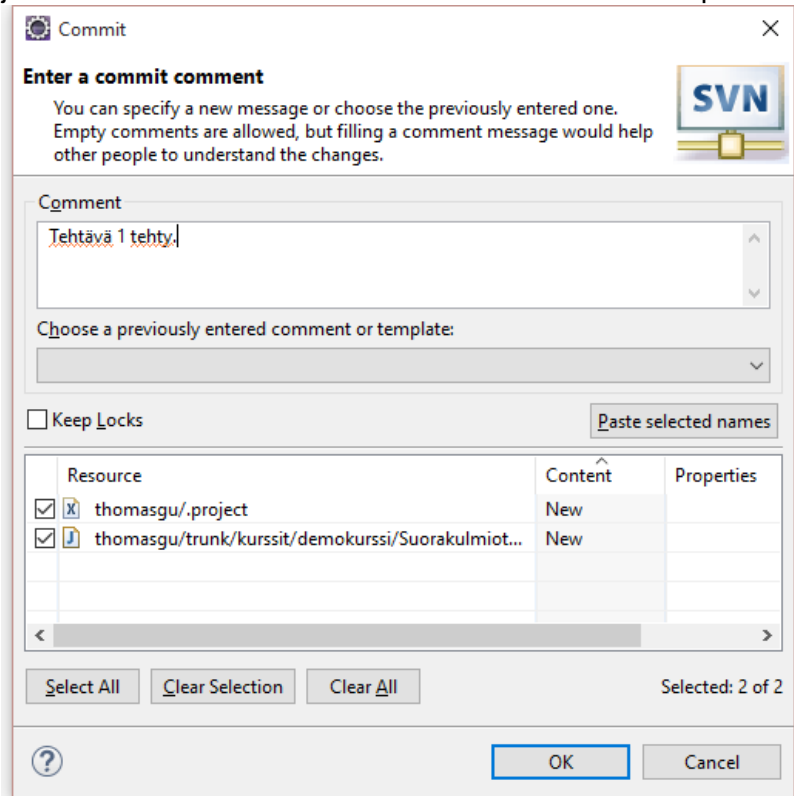 Commit
Enter a commit comment
You can specify a new message or choose the previously entered one.
Empty comments are allowed, but filling a comment message would help
other people to understand the changes.
SVN
Comment
Tehtävä 1 tehty.
Choose a previously entered comment or template:
Keep Locks
Paste selected names
Resource Content Properties
X thomasgu/.project New
J thomasgu/trunk/kurssit/demokurssi/Suorakulmiot... New
Select All Clear Selection Clear All Selected: 2 of 2
? OK Cancel